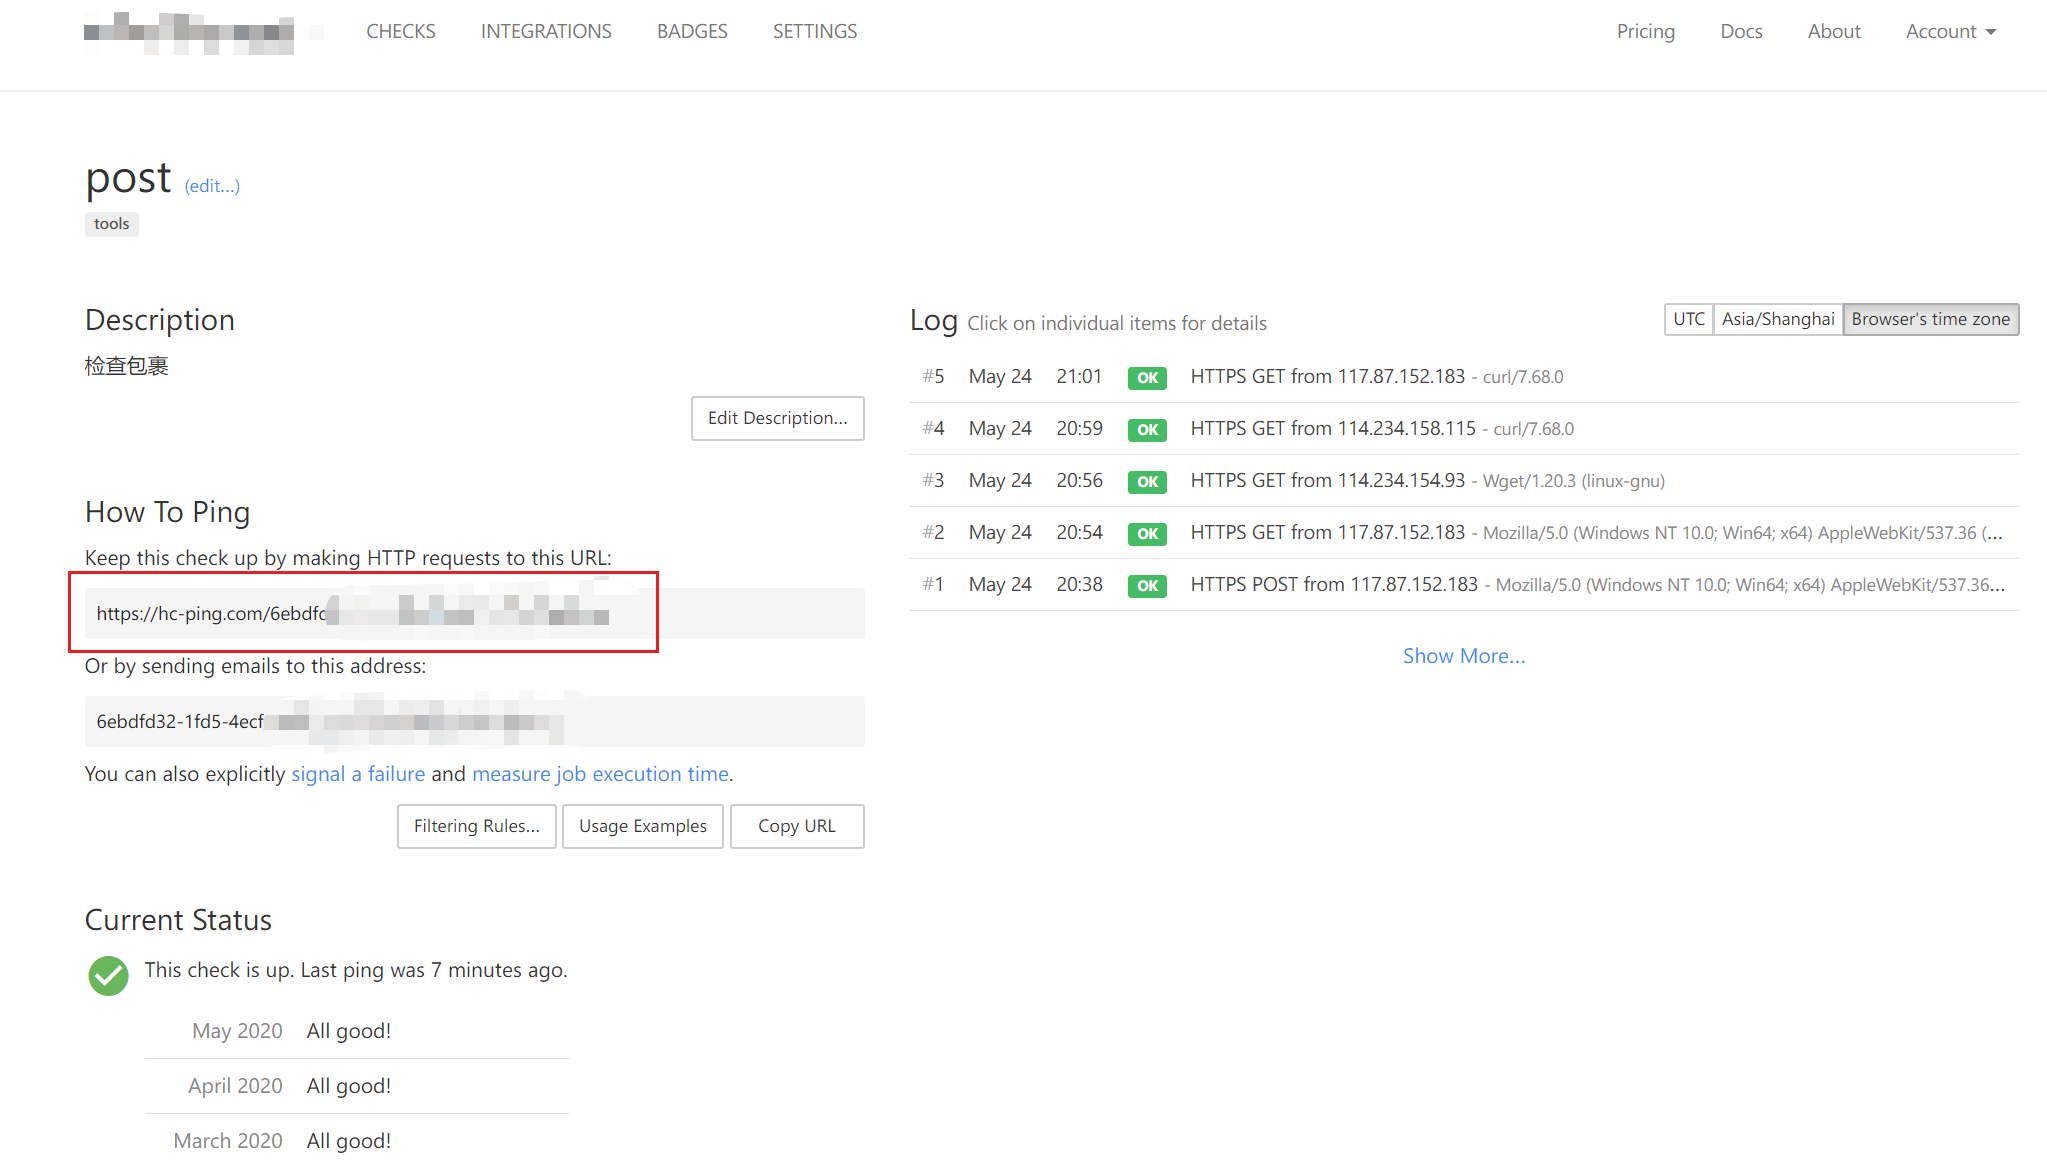 CHECKS INTEGRATIONS BADGES SETTINGS Pricing Docs About Account
post (edit...)
tools
Description
检查包裹
Edit Description...
How To Ping
Keep this check up by making HTTP requests to this URL:
https://hc-ping.com/6ebdfd
Or by sending emails to this address:
6ebdfd32-1fd5-4ecf
You can also explicitly signal a failure and measure job execution time.
Filtering Rules... Usage Examples Copy URL
Current Status
This check is up. Last ping was 7 minutes ago.
May 2020 All good!
April 2020 All good!
March 2020 All good!
Log Click on individual items for details UTC Asia/Shanghai Browser's time zone
#5 May 24 21:01 OK HTTPS GET from 117.87.152.183 - curl/7.68.0
#4 May 24 20:59 OK HTTPS GET from 114.234.158.115 - curl/7.68.0
#3 May 24 20:56 OK HTTPS GET from 114.234.154.93 - Wget/1.20.3 (linux-gnu)
#2 May 24 20:54 OK HTTPS GET from 117.87.152.183 - Mozilla/5.0 (Windows NT 10.0; Win64; x64) AppleWebKit/537.36 (...
#1 May 24 20:38 OK HTTPS POST from 117.87.152.183 - Mozilla/5.0 (Windows NT 10.0; Win64; x64) AppleWebKit/537.36...
Show More...